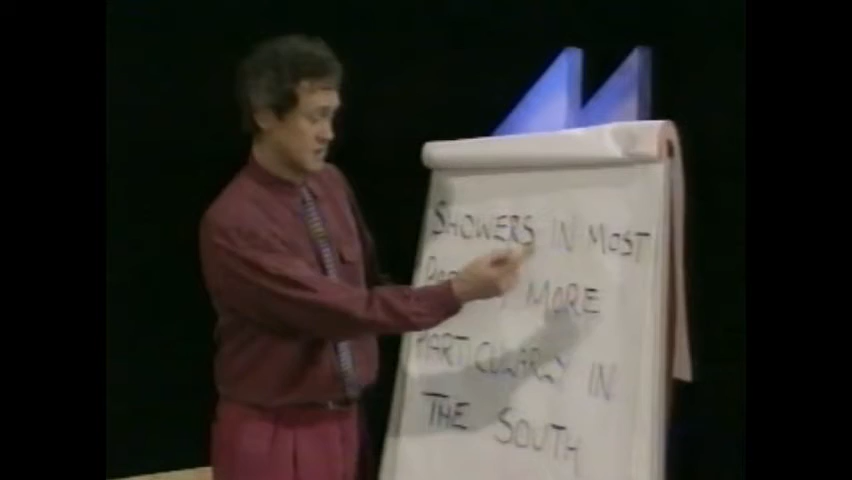 SHOWERS IN MOST
MORE
PARTICULARLY IN
THE SOUTH